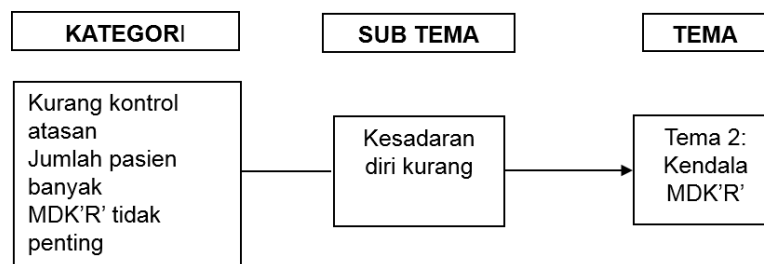 KATEGORI
SUB TEMA
TEMA
Kurang kontrol
atasan
Jumlah pasien
banyak
MDK’R’ tidak
penting
Kesadaran
diri kurang
Tema 2:
Kendala
MDK’R’